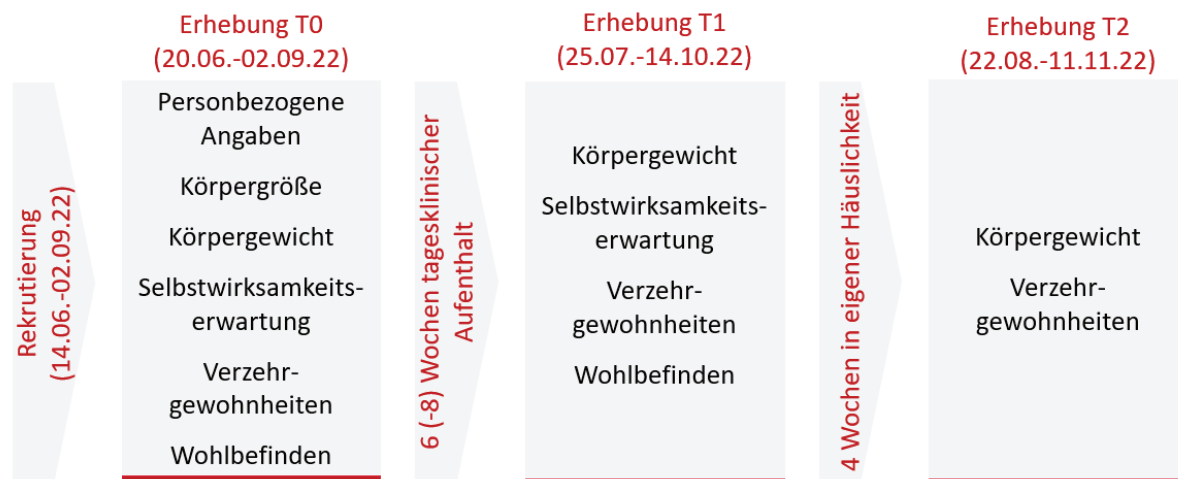 Rekrutierung
(14.06.-02.09.22)
Erhebung T0
(20.06.-02.09.22)
Personbezogene
Angaben
Körpergröße
Körpergewicht
Selbstwirksamkeits-
erwartung
Verzehr-
gewohnheiten
Wohlbefinden
6 (-8) Wochen tagesklinischer
Aufenthalt
Erhebung T1
(25.07.-14.10.22)
Körpergewicht
Selbstwirksamkeits-
erwartung
Verzehr-
gewohnheiten
Wohlbefinden
4 Wochen in eigener Häuslichkeit
Erhebung T2
(22.08.-11.11.22)
Körpergewicht
Verzehr-
gewohnheiten